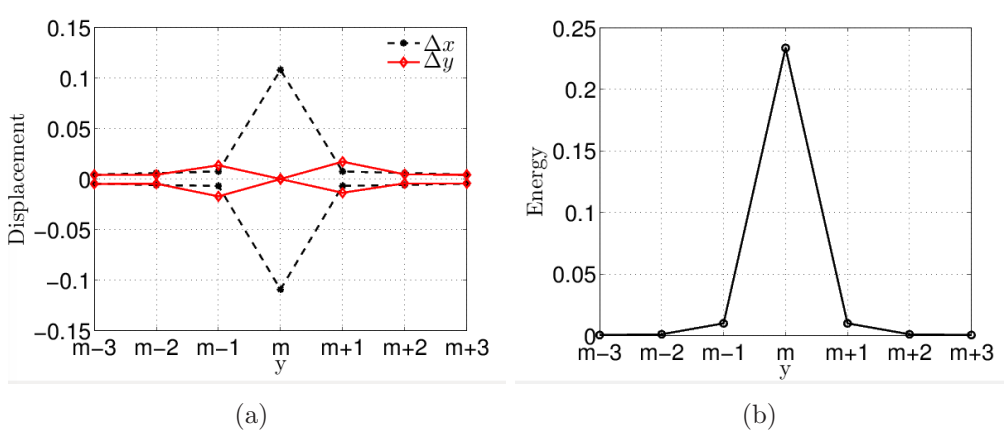 0.15
0.1
0.05
0
−0.05
−0.1
−0.15
Displacement
Δx
Δy
m−3 m−2 m−1 m m+1 m+2 m+3
y
(a)
0.25
0.2
0.15
0.1
0.05
0
Energy
m−3 m−2 m−1 m m+1 m+2 m+3
y
(b)